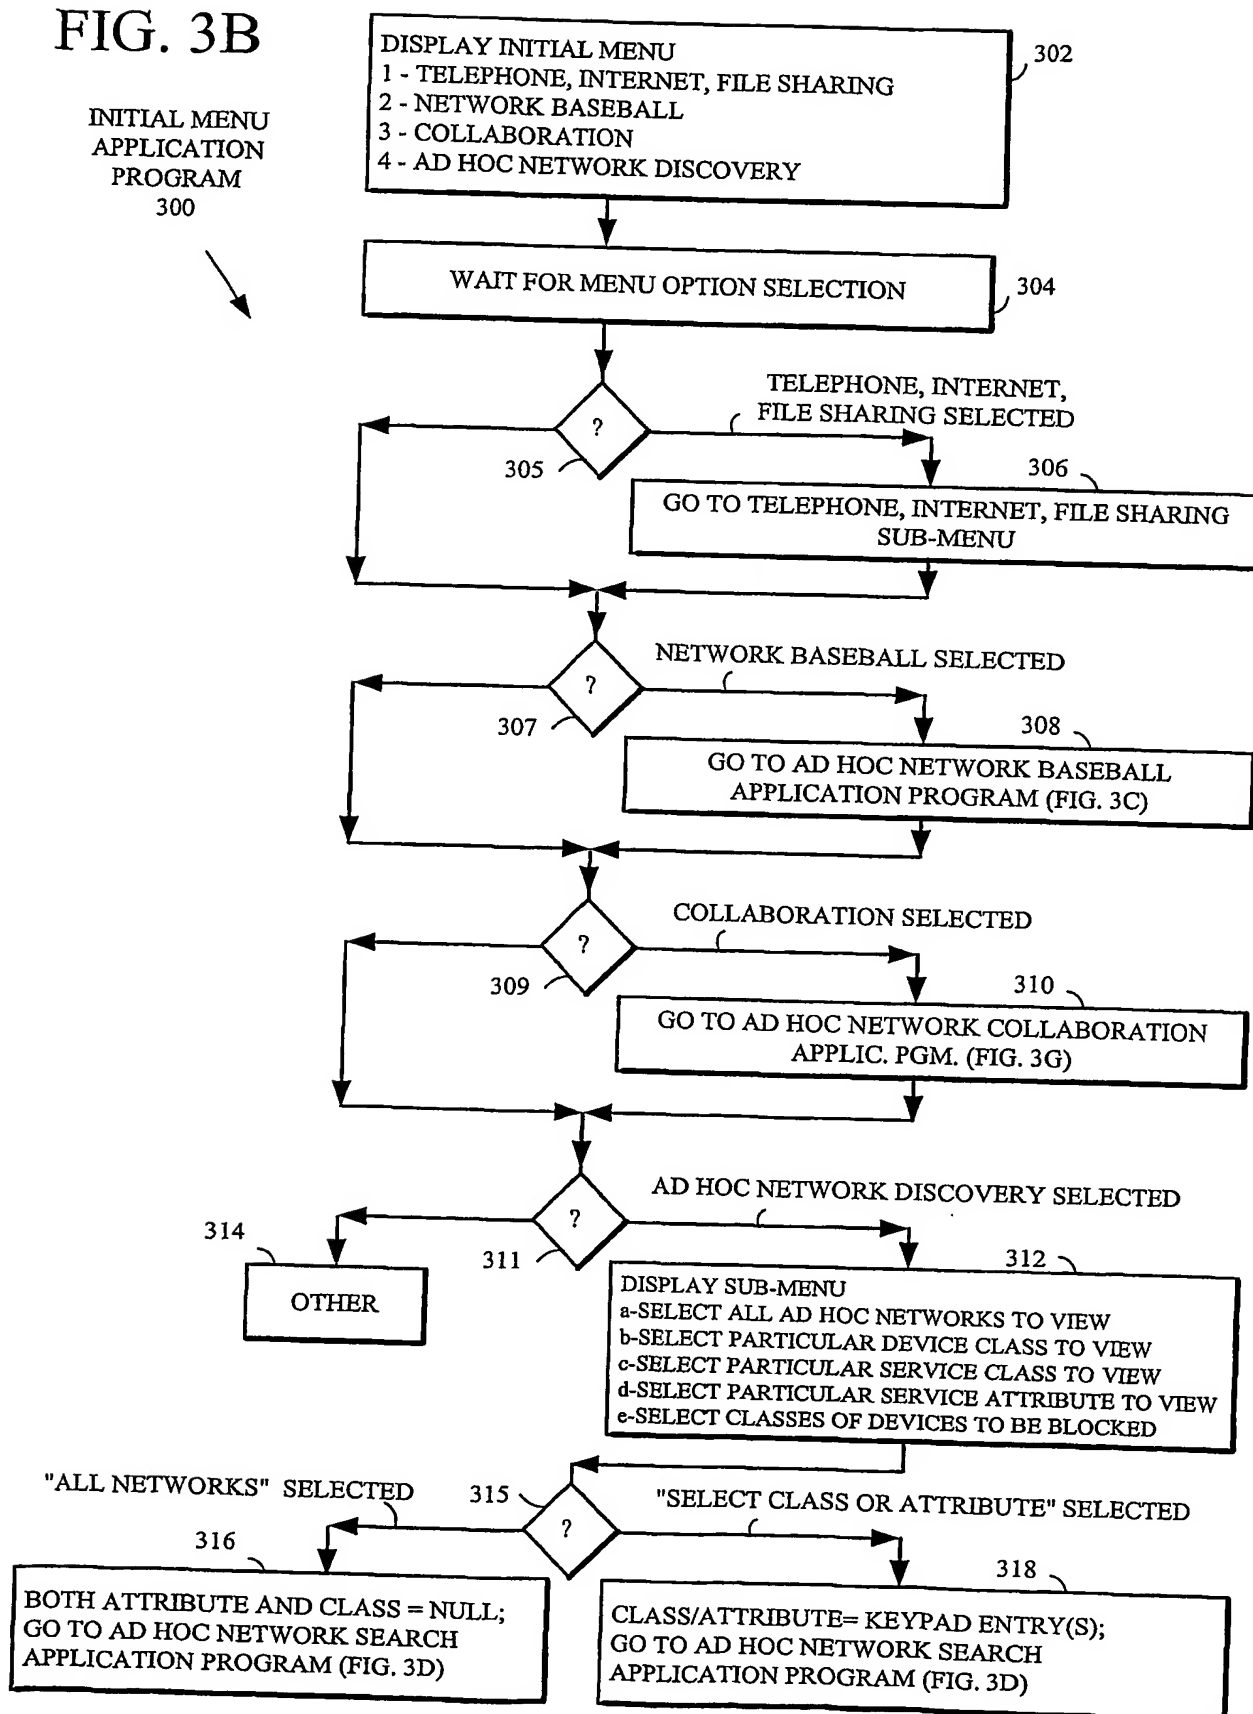 FIG. 3B
INITIAL MENU
APPLICATION
PROGRAM
300
DISPLAY INITIAL MENU
1 - TELEPHONE, INTERNET, FILE SHARING
2 - NETWORK BASEBALL
3 - COLLABORATION
4 - AD HOC NETWORK DISCOVERY
302
WAIT FOR MENU OPTION SELECTION
304
?
305
TELEPHONE, INTERNET,
FILE SHARING SELECTED
306
GO TO TELEPHONE, INTERNET, FILE SHARING
SUB-MENU
?
307
NETWORK BASEBALL SELECTED
308
GO TO AD HOC NETWORK BASEBALL
APPLICATION PROGRAM (FIG. 3C)
?
309
COLLABORATION SELECTED
310
GO TO AD HOC NETWORK COLLABORATION
APPLIC. PGM. (FIG. 3G)
?
311
AD HOC NETWORK DISCOVERY SELECTED
314
OTHER
312
DISPLAY SUB-MENU
a-SELECT ALL AD HOC NETWORKS TO VIEW
b-SELECT PARTICULAR DEVICE CLASS TO VIEW
c-SELECT PARTICULAR SERVICE CLASS TO VIEW
d-SELECT PARTICULAR SERVICE ATTRIBUTE TO VIEW
e-SELECT CLASSES OF DEVICES TO BE BLOCKED
"ALL NETWORKS" SELECTED
315
?
"SELECT CLASS OR ATTRIBUTE" SELECTED
316
BOTH ATTRIBUTE AND CLASS = NULL;
GO TO AD HOC NETWORK SEARCH
APPLICATION PROGRAM (FIG. 3D)
318
CLASS/ATTRIBUTE= KEYPAD ENTRY(S);
GO TO AD HOC NETWORK SEARCH
APPLICATION PROGRAM (FIG. 3D)